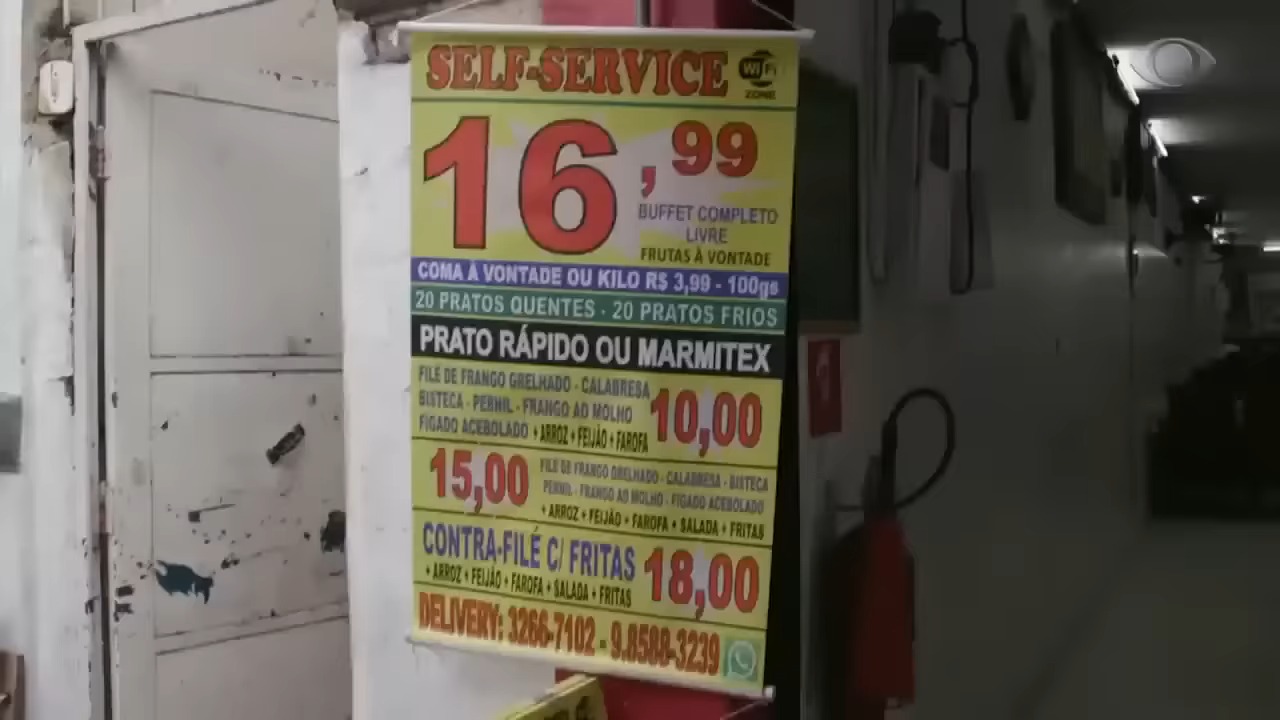 SELF-SERVICE
WiFi
ZONE
16,99
BUFFET COMPLETO
LIVRE
FRUTAS À VONTADE
COMA À VONTADE OU KILO R$ 3,99 - 100gs
20 PRATOS QUENTES - 20 PRATOS FRIOS
PRATO RÁPIDO OU MARMITEX
FILE DE FRANGO GRELHADO - CALABRESA
BISTECA - PERNIL - FRANGO AO MOLHO
FIGADO ACEBOLADO + ARROZ + FEIJÃO + FAROFA
10,00
15,00
FILE DE FRANGO GRELHADO - CALABRESA - BISTECA
PERNIL - FRANGO AO MOLHO - FIGADO ACEBOLADO
+ ARROZ + FEIJÃO + FAROFA + SALADA + FRITAS
CONTRA-FILÉ C/ FRITAS
+ ARROZ + FEIJÃO + FAROFA + SALADA + FRITAS
18,00
DELIVERY: 3266-7102 - 9.8588-3239